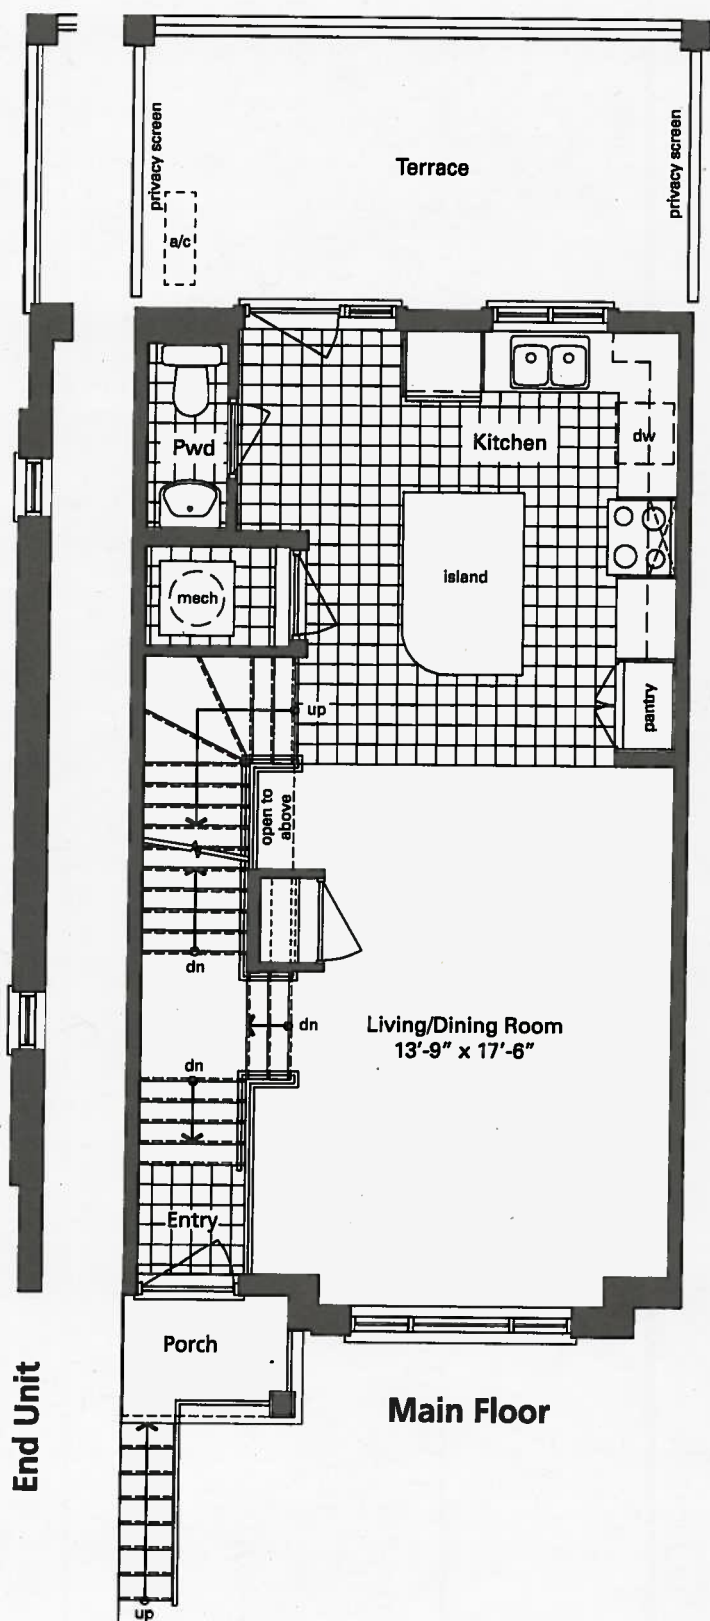 privacy screen
Terrace
privacy screen
a/c
Pwd
Kitchen
dw
island
mech
up
pantry
open to
above
dn
dn
Living/Dining Room
13'-9" x 17'-6"
dn
Entry
Porch
End Unit
Main Floor
up